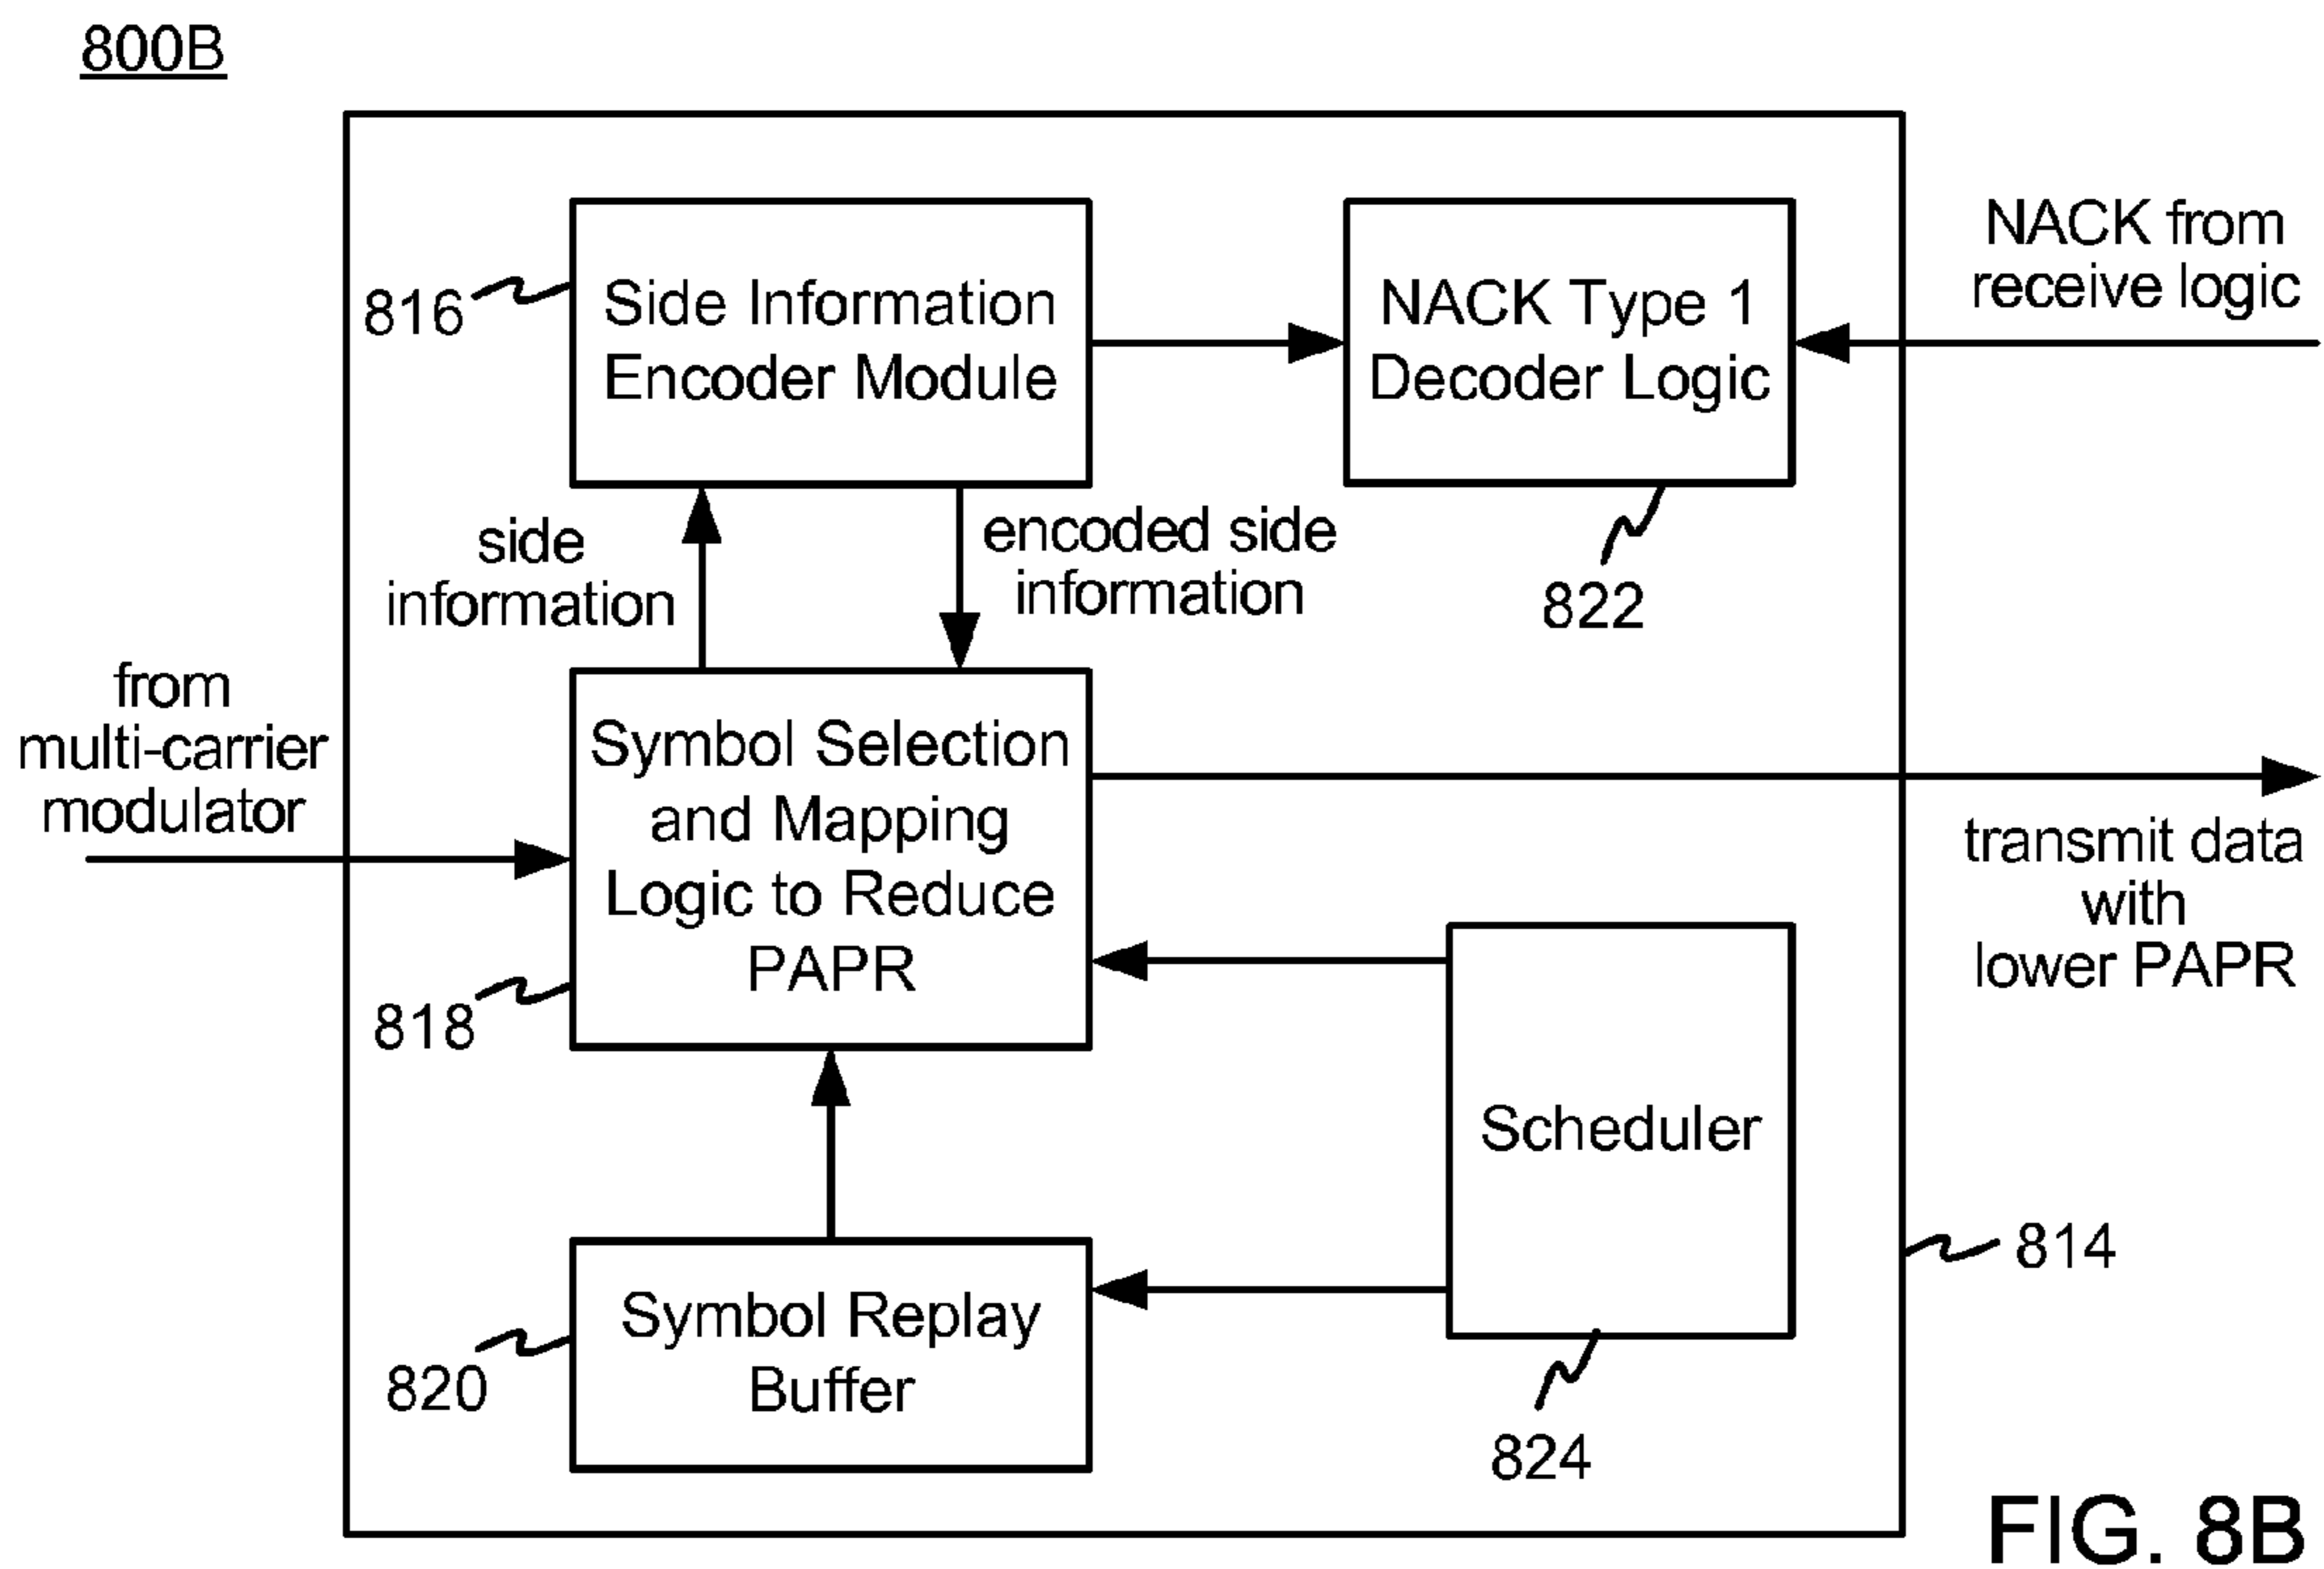 800B
816
Side Information
Encoder Module
NACK Type 1
Decoder Logic
NACK from
receive logic
822
side
information
encoded side
information
from
multi-carrier
modulator
Symbol Selection
and Mapping
Logic to Reduce
PAPR
818
transmit data
with
lower PAPR
Scheduler
824
Symbol Replay
Buffer
820
814
FIG. 8B